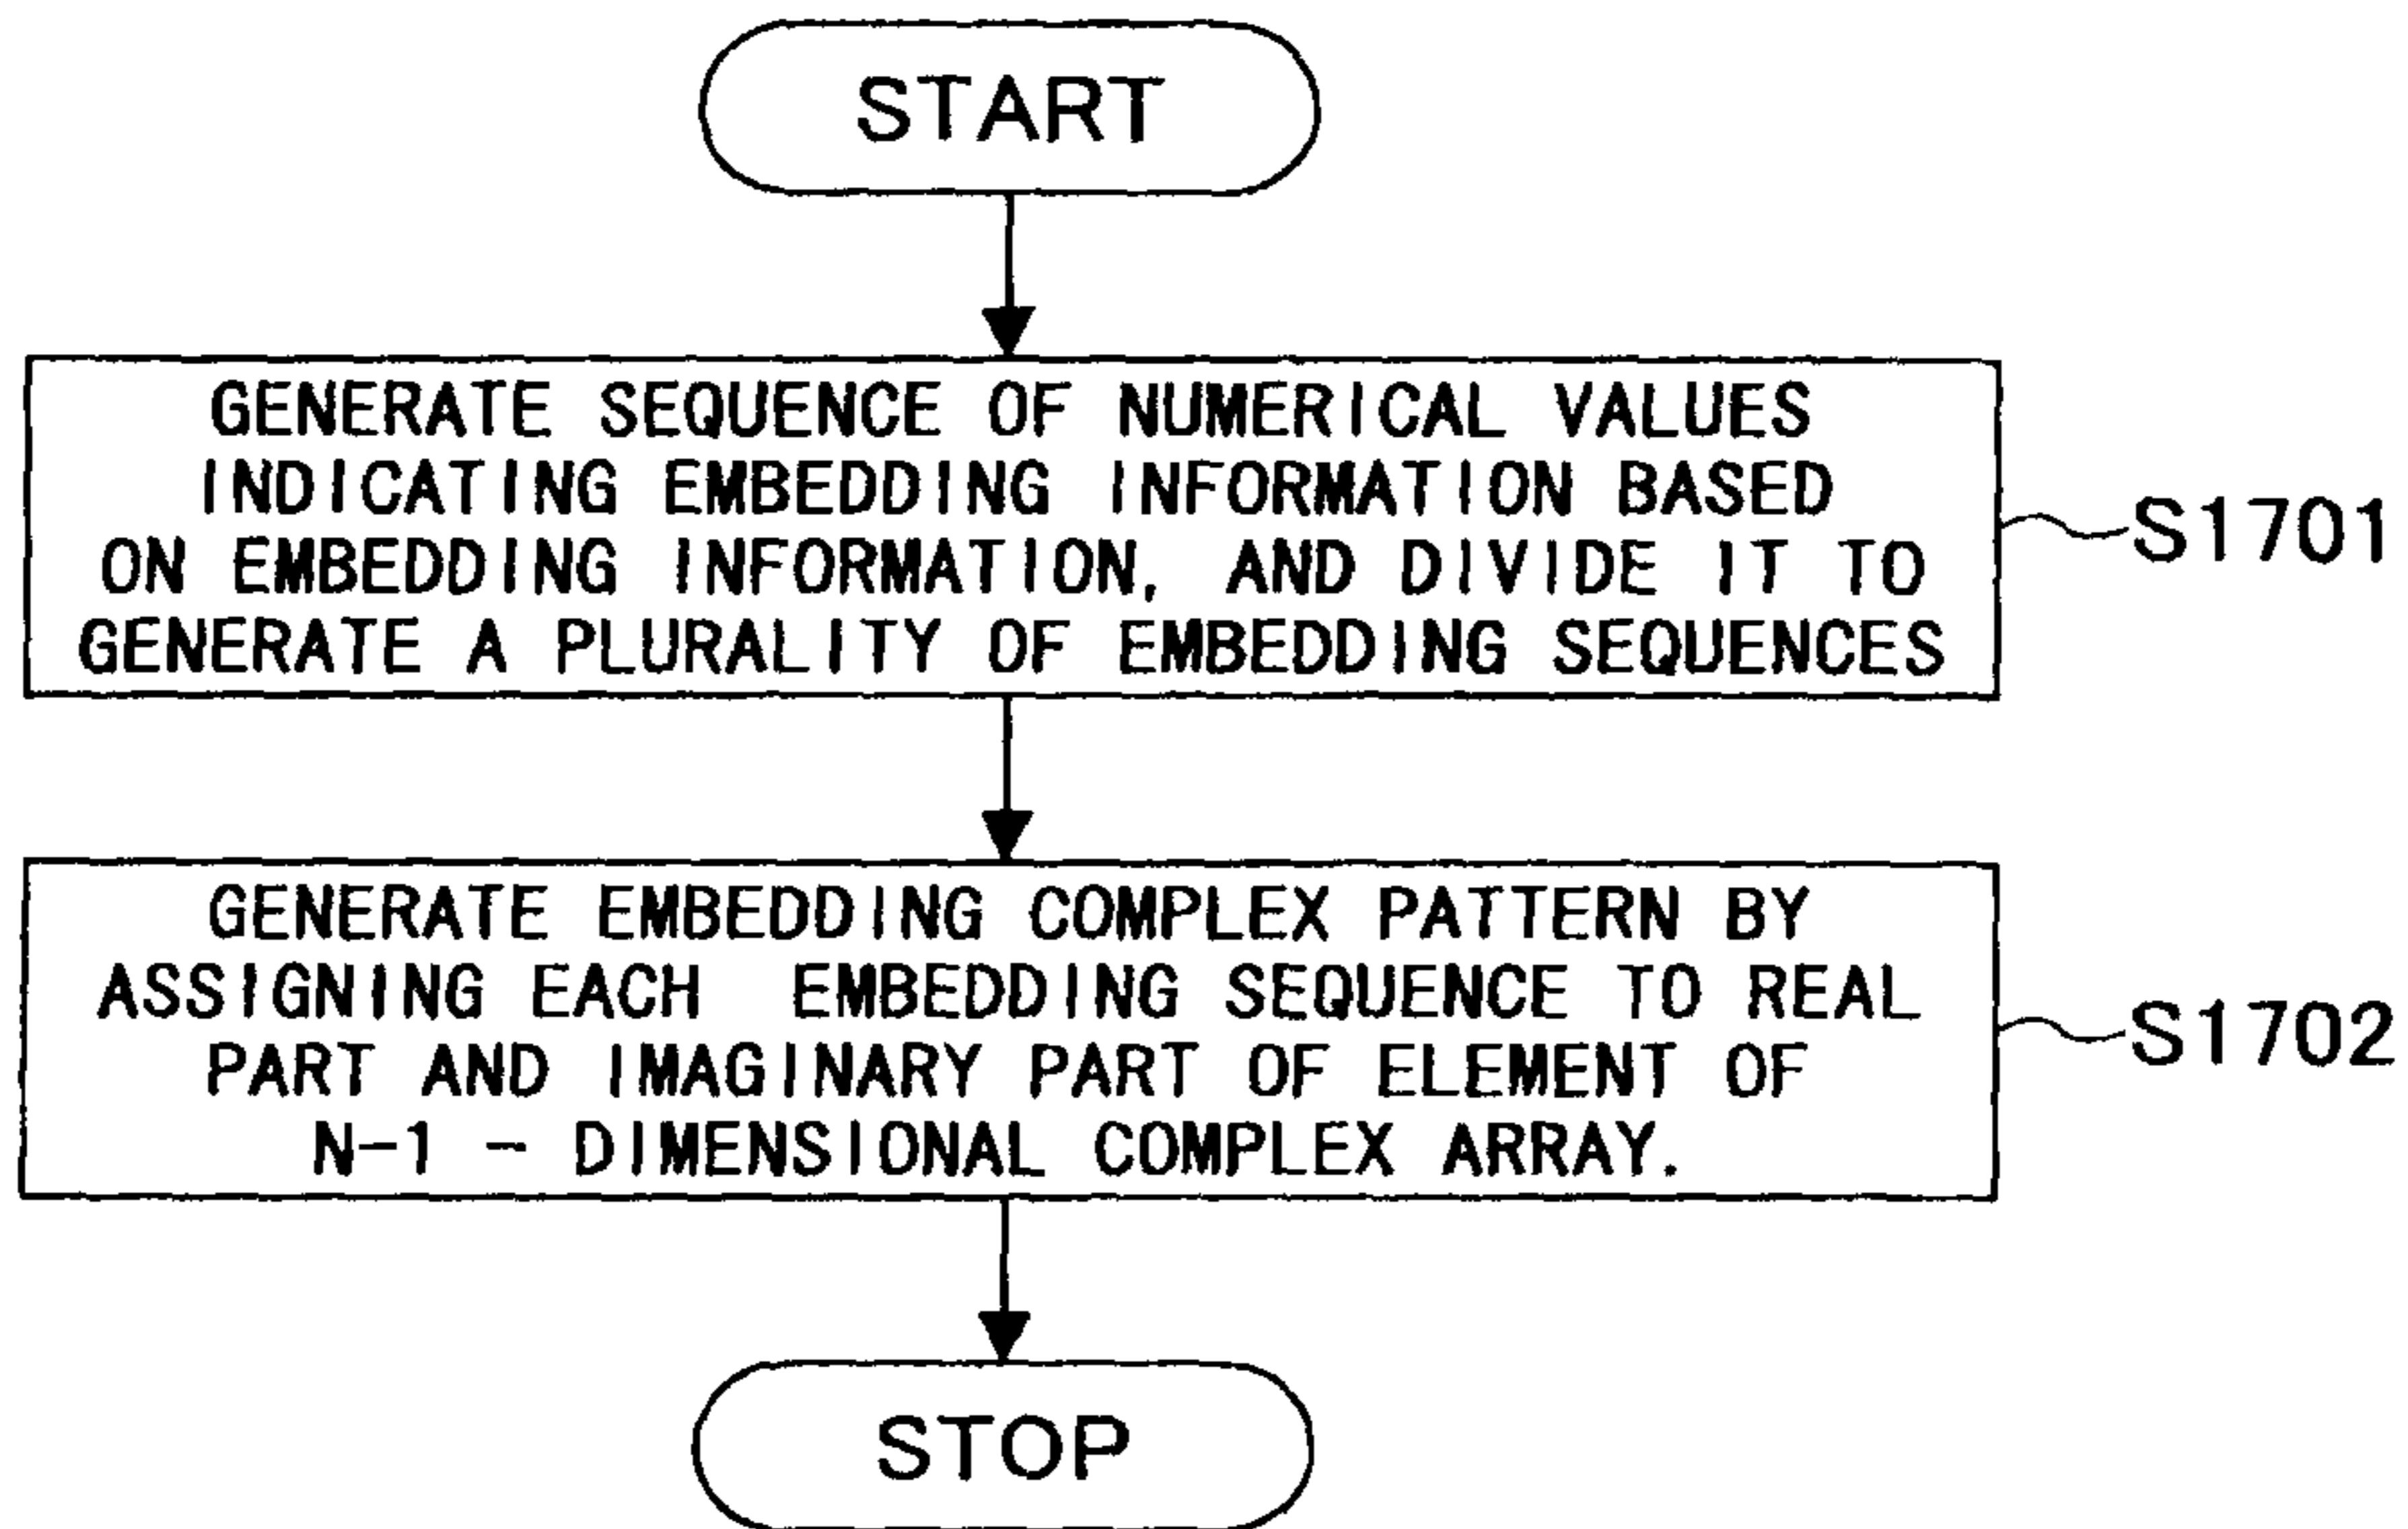 START
GENERATE SEQUENCE OF NUMERICAL VALUES
INDICATING EMBEDDING INFORMATION BASED
ON EMBEDDING INFORMATION, AND DIVIDE IT TO
GENERATE A PLURALITY OF EMBEDDING SEQUENCES
S1701
GENERATE EMBEDDING COMPLEX PATTERN BY
ASSIGNING EACH EMBEDDING SEQUENCE TO REAL
PART AND IMAGINARY PART OF ELEMENT OF
N-1 - DIMENSIONAL COMPLEX ARRAY.
S1702
STOP